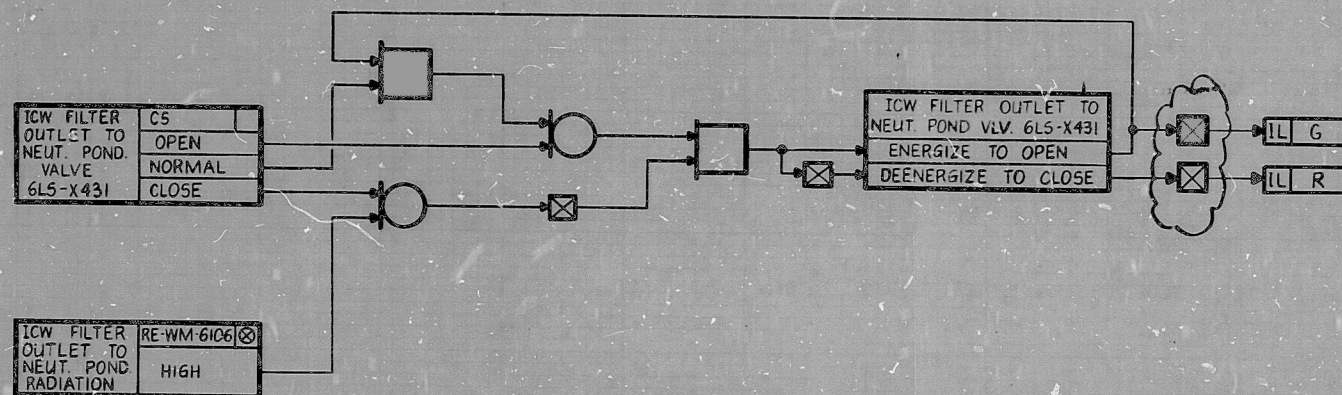 ICW FILTER
OUTLET TO
NEUT. POND.
VALVE
6LS-X431
CS
OPEN
NORMAL
CLOSE
ICW FILTER OUTLET TO
NEUT. POND VLV. 6LS-X431
ENERGIZE TO OPEN
DEENERGIZE TO CLOSE
IL G
IL R
ICW FILTER
OUTLET TO
NEUT. POND.
RADIATION
RE-WM-6106
HIGH